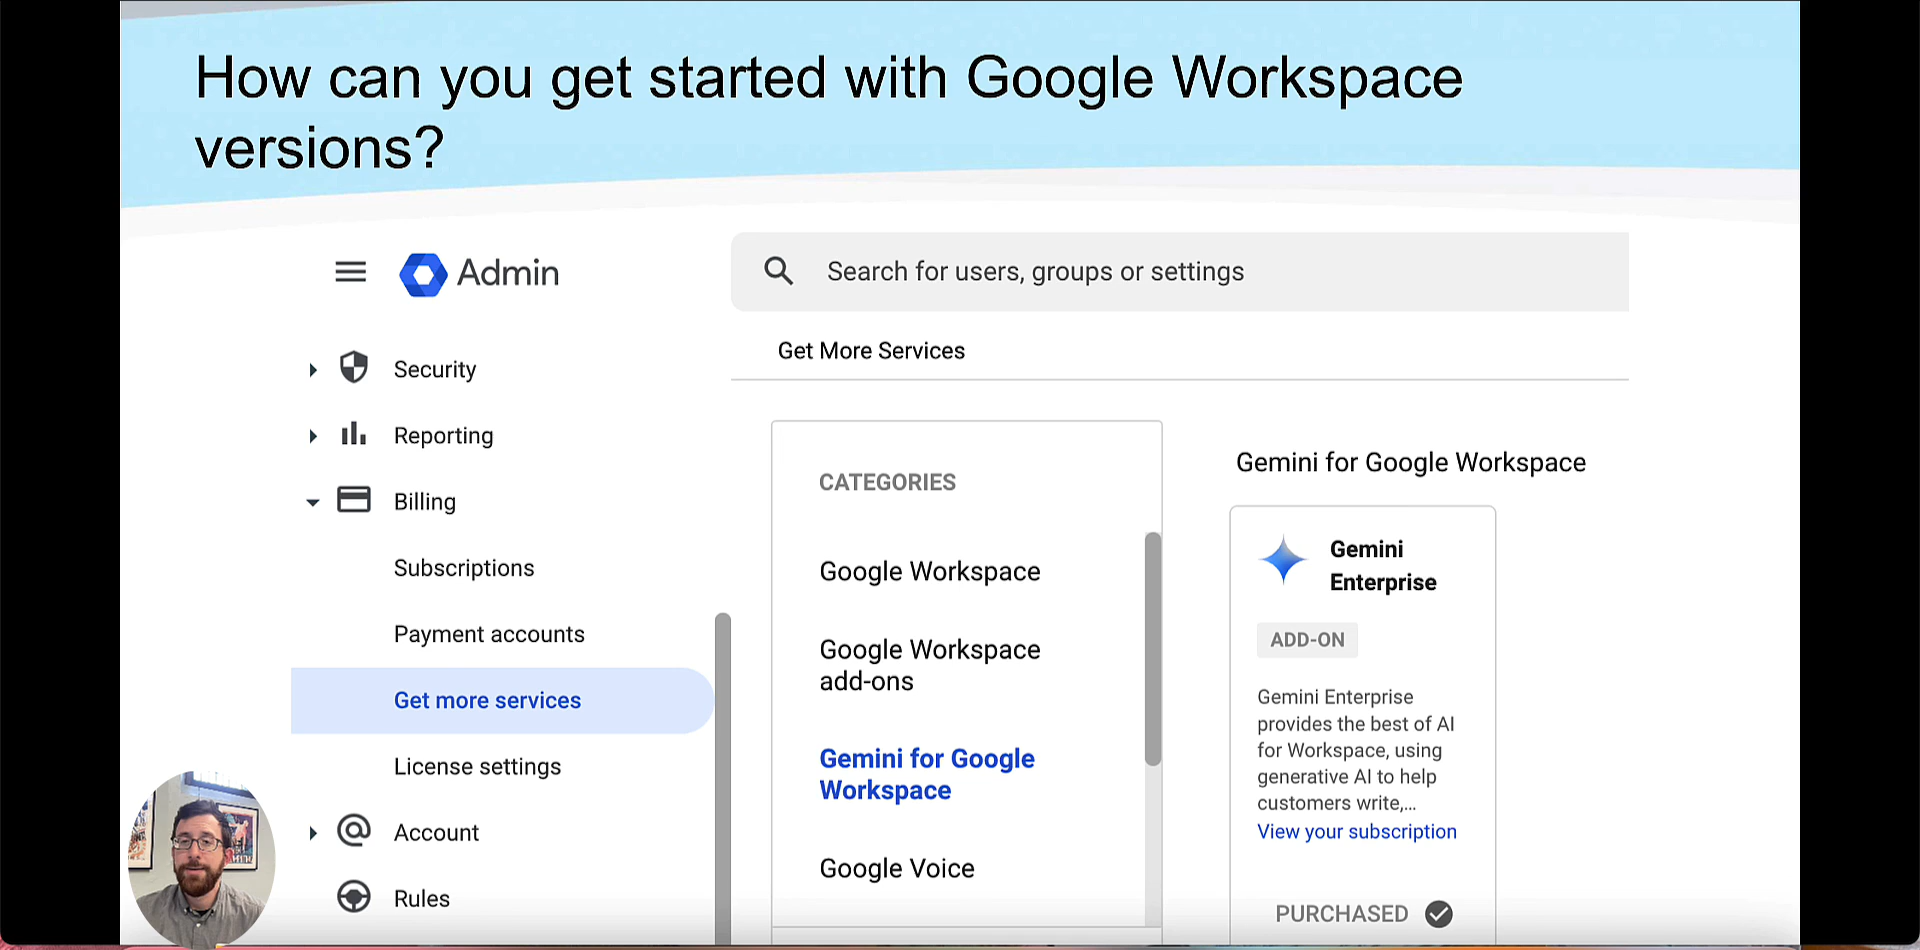 How can you get started with Google Workspace
versions?
Admin
Search for users, groups or settings
Security
Reporting
Billing
Subscriptions
Payment accounts
Get more services
License settings
Account
Rules
Get More Services
CATEGORIES
Google Workspace
Google Workspace
add-ons
Gemini for Google
Workspace
Google Voice
Gemini for Google Workspace
Gemini
Enterprise
ADD-ON
Gemini Enterprise
provides the best of AI
for Workspace, using
generative AI to help
customers write,...
View your subscription
PURCHASED